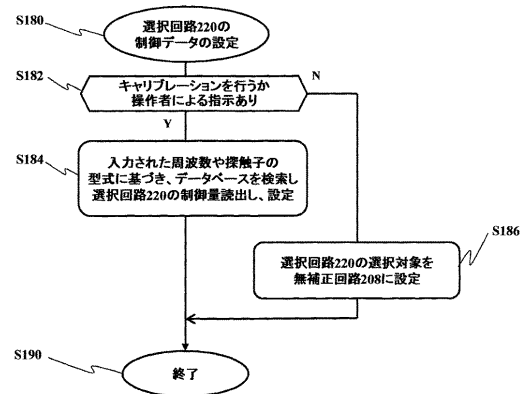 S180
選択回路220の
制御データの設定
S182
キャリブレーションを行うか
操作者による指示あり
N
Y
S184
入力された周波数や探触子の
型式に基づき、データベースを検索し
選択回路220の制御量読出し、設定
S186
選択回路220の選択対象を
無補正回路208に設定
S190
終了